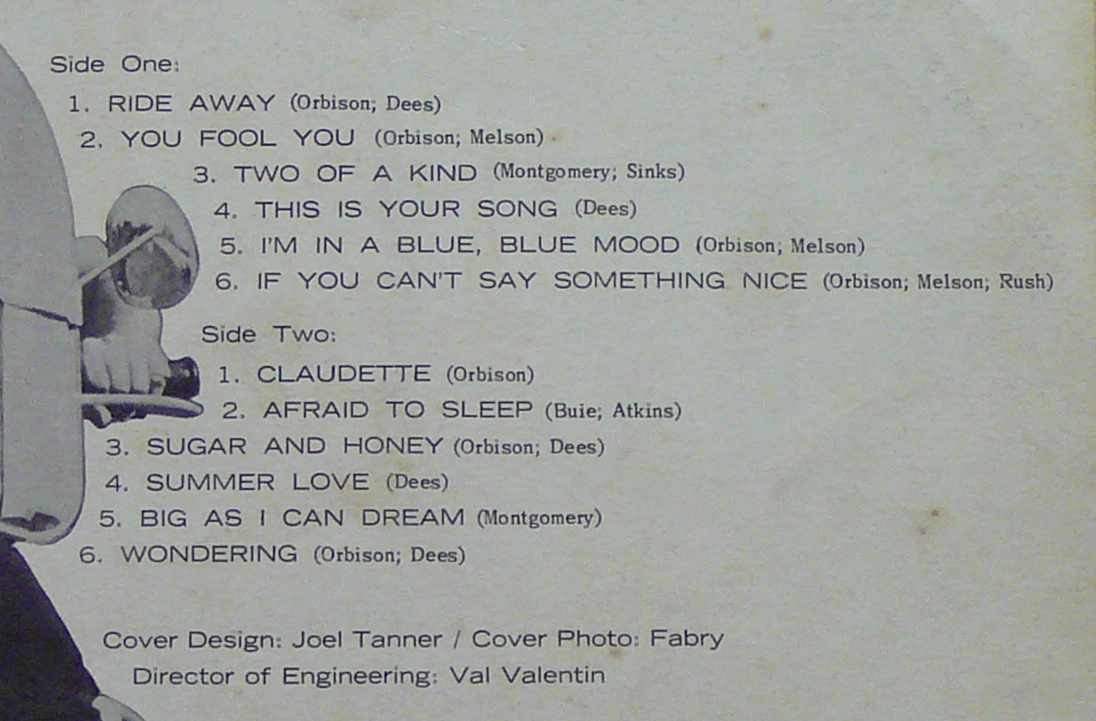 Side One:
1. RIDE AWAY (Orbison; Dees)
2. YOU FOOL YOU (Orbison; Melson)
3. TWO OF A KIND (Montgomery; Sinks)
4. THIS IS YOUR SONG (Dees)
5. I'M IN A BLUE, BLUE MOOD (Orbison; Melson)
6. IF YOU CAN'T SAY SOMETHING NICE (Orbison; Melson; Rush)
Side Two:
1. CLAUDETTE (Orbison)
2. AFRAID TO SLEEP (Buie; Atkins)
3. SUGAR AND HONEY (Orbison; Dees)
4. SUMMER LOVE (Dees)
5. BIG AS I CAN DREAM (Montgomery)
6. WONDERING (Orbison; Dees)
Cover Design: Joel Tanner / Cover Photo: Fabry
Director of Engineering: Val Valentin